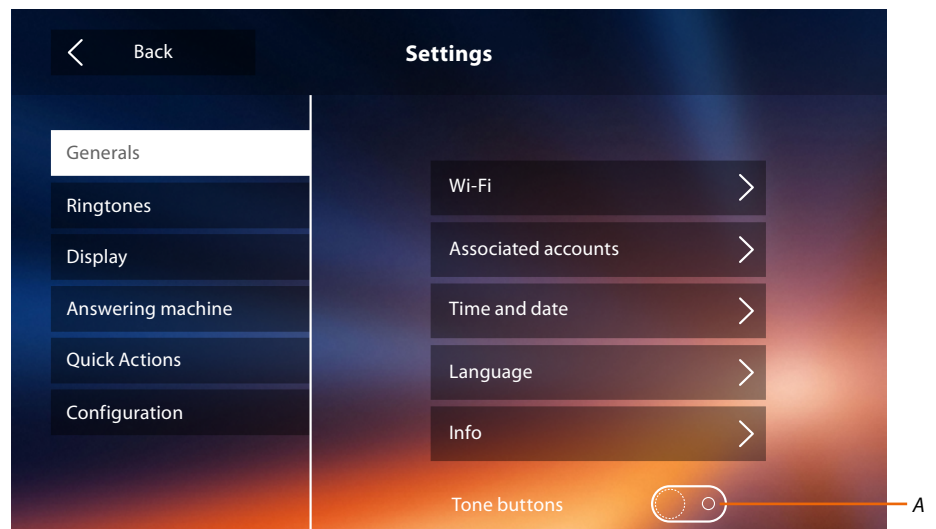 Back
Settings
Generals
Ringtones
Display
Answering machine
Quick Actions
Configuration
Wi-Fi
Associated accounts
Time and date
Language
Info
Tone buttons
A